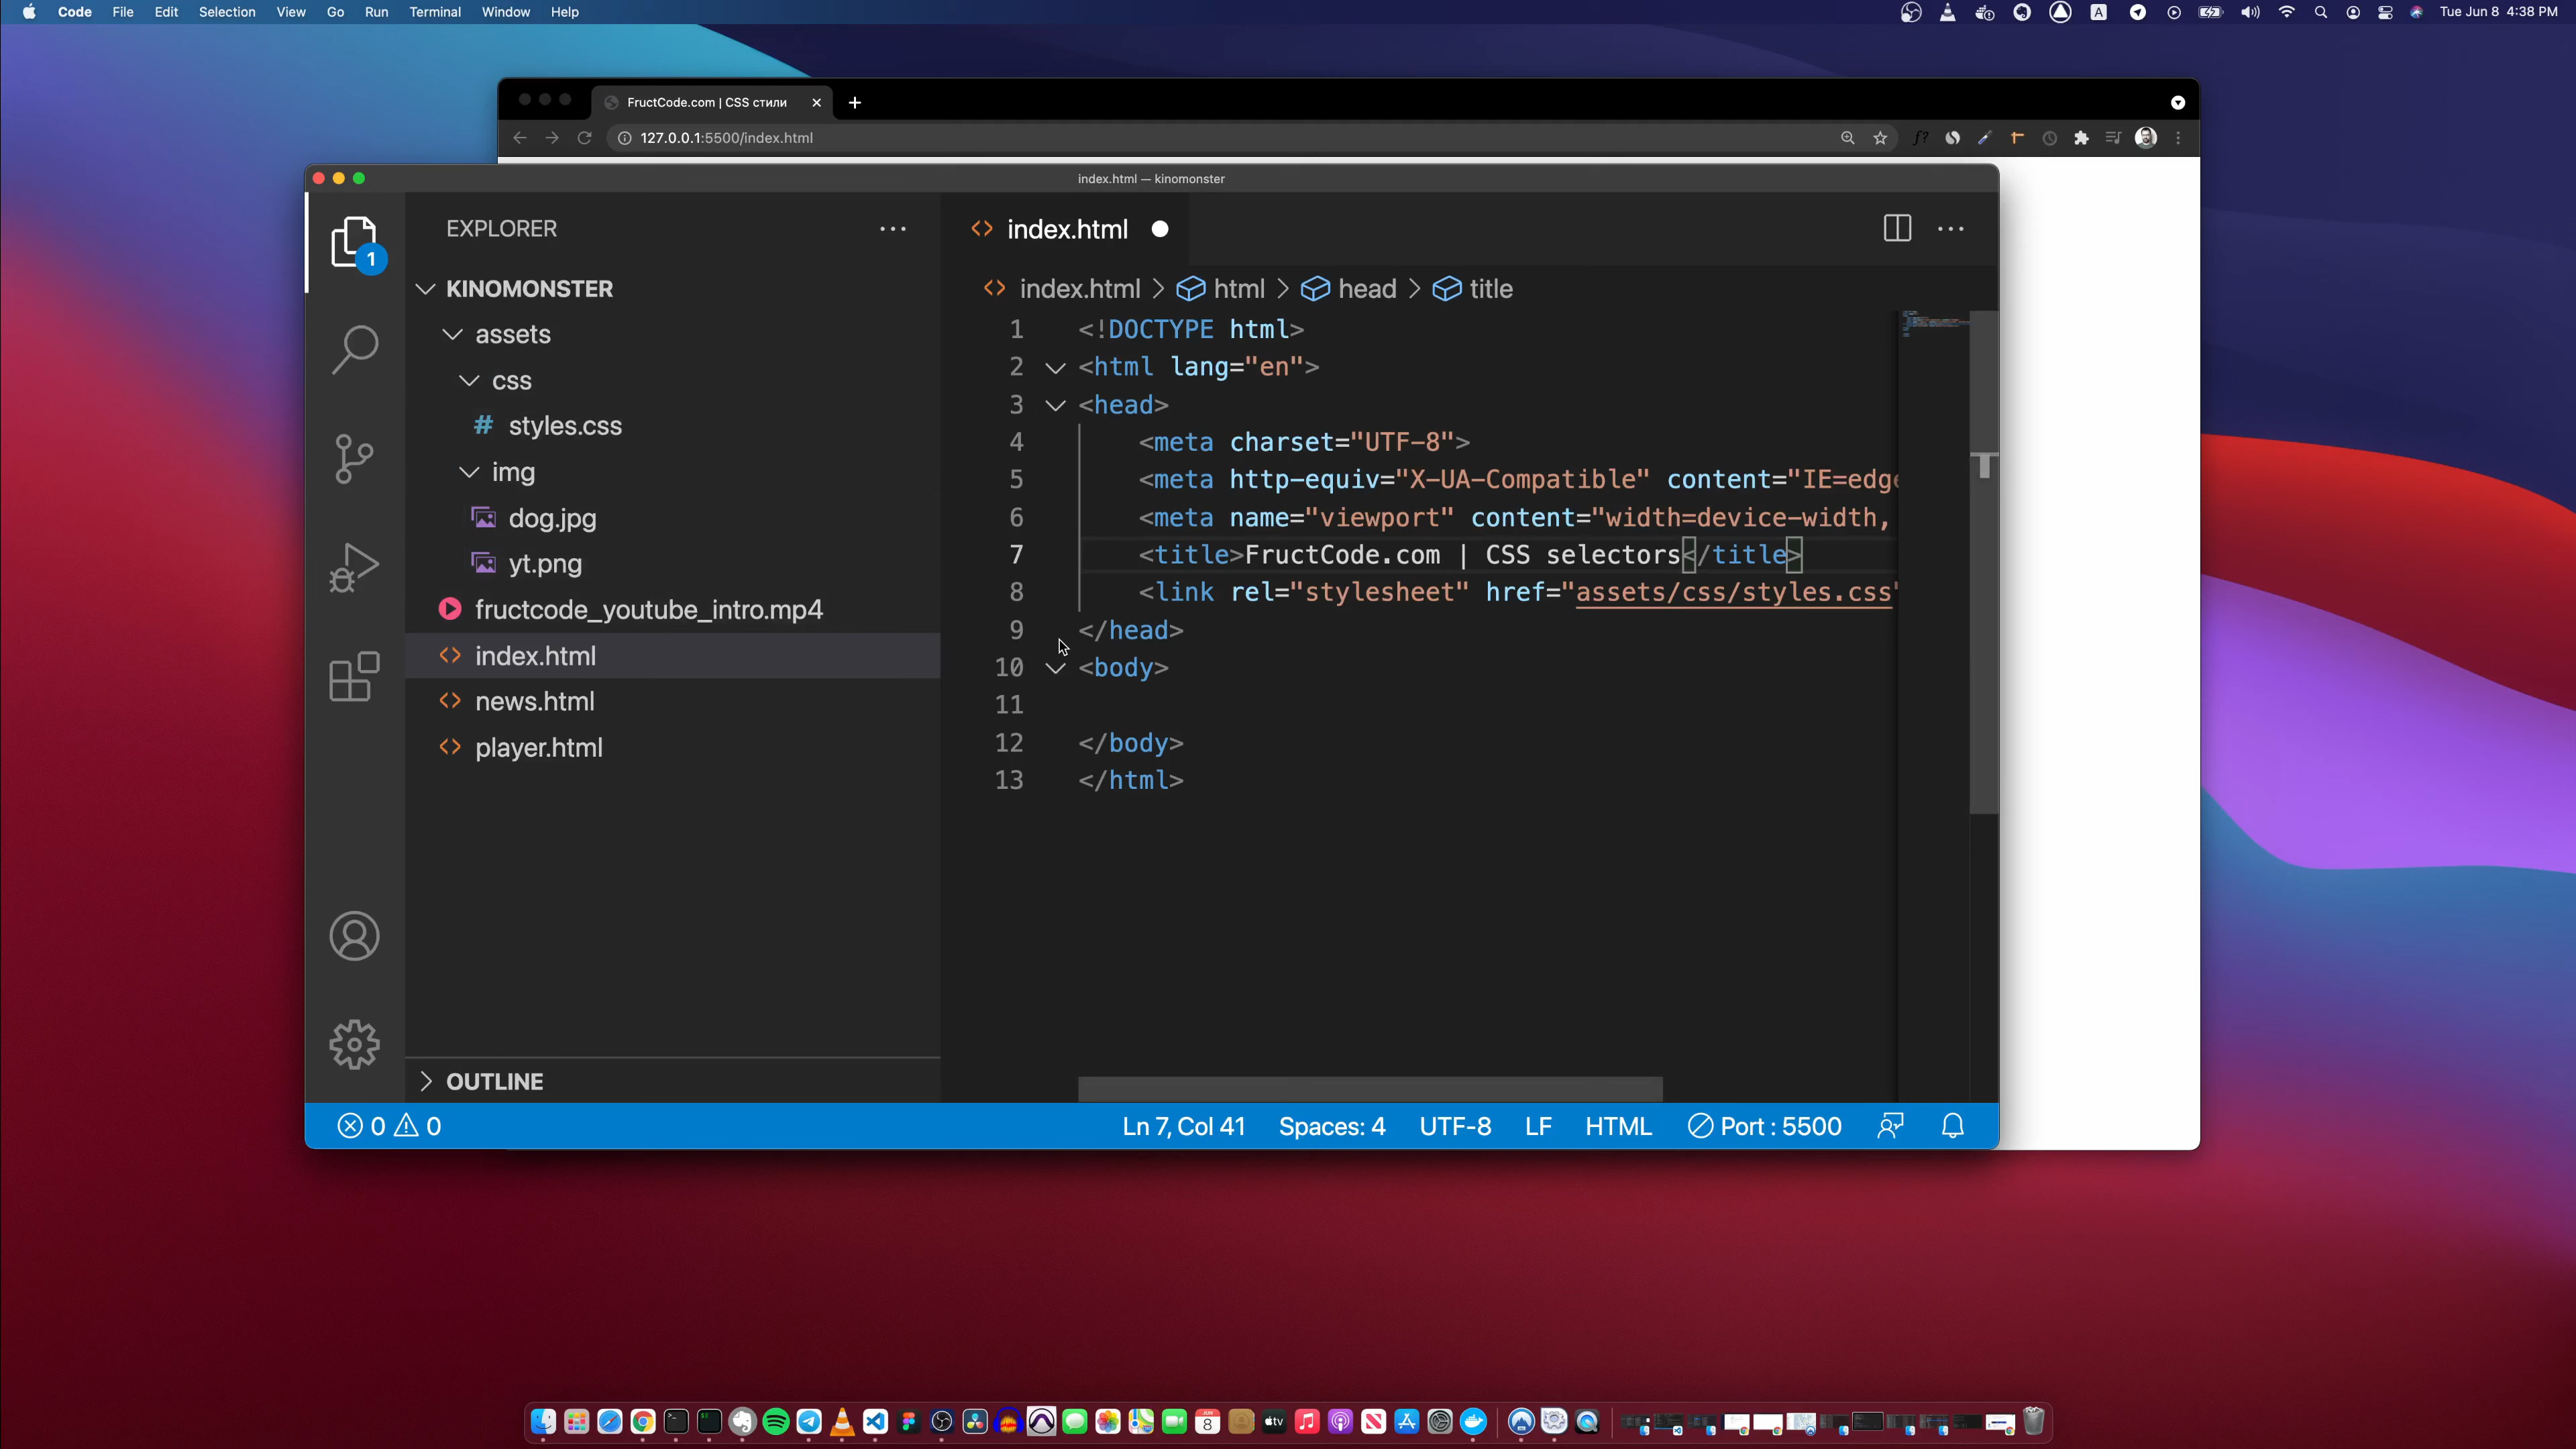 Code File Edit Selection View Go Run Terminal Window Help
A
Tue Jun 8 4:38 PM
FructCode.com | CSS стили
127.0.0.1:5500/index.html
index.html — kinomonster
EXPLORER
1
KINOMONSTER
assets
css
# styles.css
img
dog.jpg
yt.png
fructcode_youtube_intro.mp4
<> index.html
<> news.html
<> player.html
OUTLINE
<> index.html
<> index.html > html > head > title
1 <!DOCTYPE html>
2 <html lang="en">
3 <head>
4 <meta charset="UTF-8">
5 <meta http-equiv="X-UA-Compatible" content="IE=edge
6 <meta name="viewport" content="width=device-width,
7 <title>FructCode.com | CSS selectors</title>
8 <link rel="stylesheet" href="assets/css/styles.css"
9 </head>
10 <body>
11
12 </body>
13 </html>
0 0
Ln 7, Col 41 Spaces: 4 UTF-8 LF HTML Port : 5500
JUN
8
tv